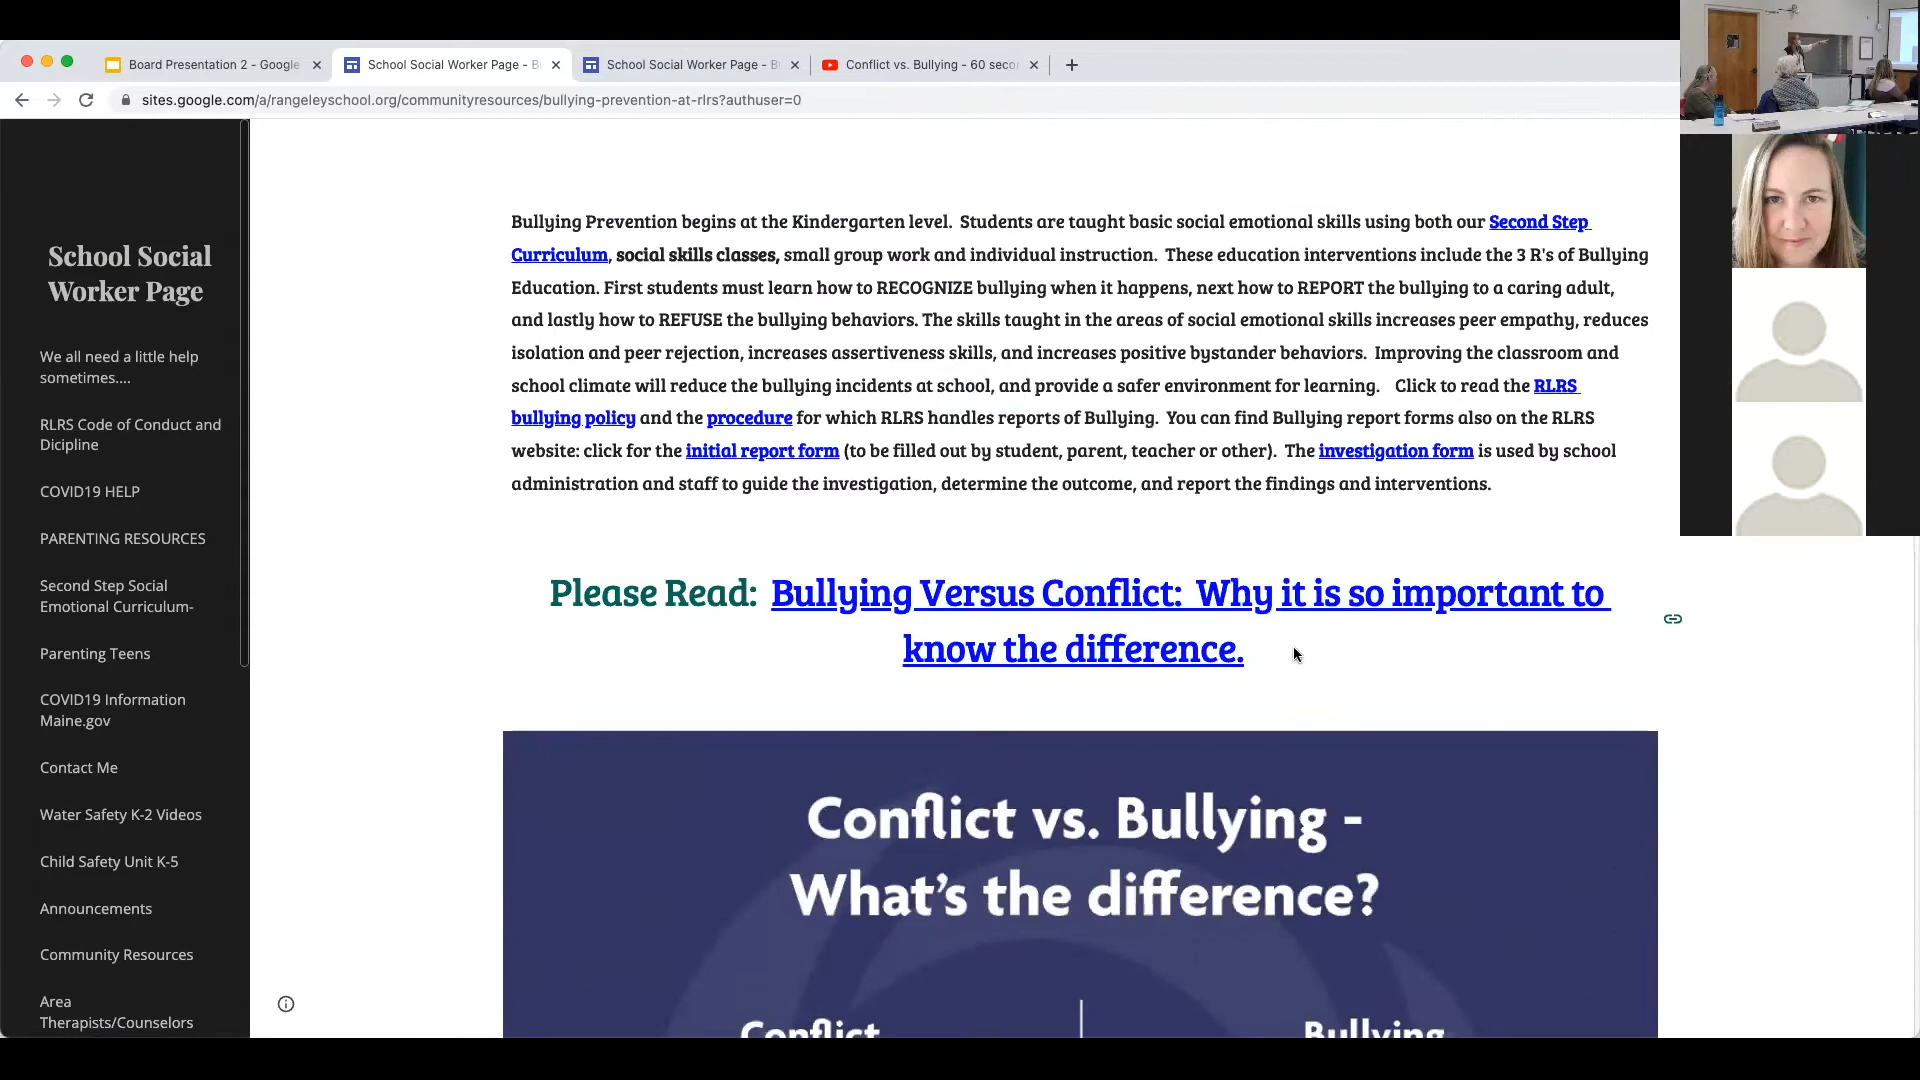 Board Presentation 2 - Google
School Social Worker Page - B
School Social Worker Page - B
Conflict vs. Bullying - 60 seco
sites.google.com/a/rangeleyschool.org/communityresources/bullying-prevention-at-rlrs?authuser=0
School Social
Worker Page
We all need a little help
sometimes....
RLRS Code of Conduct and
Dicipline
COVID19 HELP
PARENTING RESOURCES
Second Step Social
Emotional Curriculum-
Parenting Teens
COVID19 Information
Maine.gov
Contact Me
Water Safety K-2 Videos
Child Safety Unit K-5
Announcements
Community Resources
Area
Therapists/Counselors
Bullying Prevention begins at the Kindergarten level.  Students are taught basic social emotional skills using both our Second Step
Curriculum, social skills classes, small group work and individual instruction.  These education interventions include the 3 R's of Bullying
Education. First students must learn how to RECOGNIZE bullying when it happens, next how to REPORT the bullying to a caring adult,
and lastly how to REFUSE the bullying behaviors. The skills taught in the areas of social emotional skills increases peer empathy, reduces
isolation and peer rejection, increases assertiveness skills, and increases positive bystander behaviors.  Improving the classroom and
school climate will reduce the bullying incidents at school, and provide a safer environment for learning.    Click to read the RLRS
bullying policy and the procedure for which RLRS handles reports of Bullying.  You can find Bullying report forms also on the RLRS
website: click for the initial report form (to be filled out by student, parent, teacher or other).  The investigation form is used by school
administration and staff to guide the investigation, determine the outcome, and report the findings and interventions.
Please Read:  Bullying Versus Conflict:  Why it is so important to
know the difference.
Conflict vs. Bullying -
What's the difference?
Conflict
Bullying